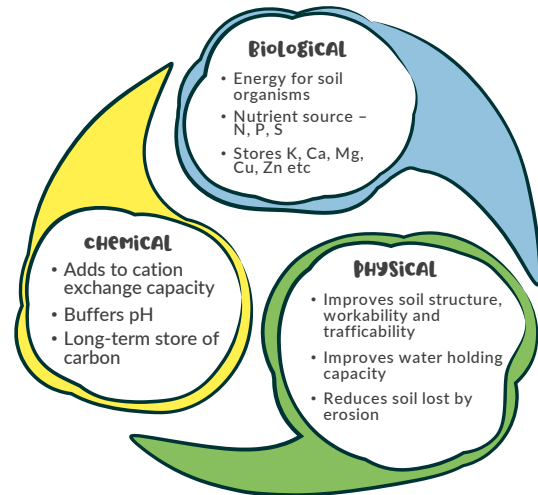 BIOLOGICAL
• Energy for soil
organisms
• Nutrient source –
N, P, S
• Stores K, Ca, Mg,
Cu, Zn etc
CHEMICAL
• Adds to cation
exchange capacity
• Buffers pH
• Long-term store of
carbon
PHYSICAL
• Improves soil structure,
workability and
trafficability
• Improves water holding
capacity
• Reduces soil lost by
erosion